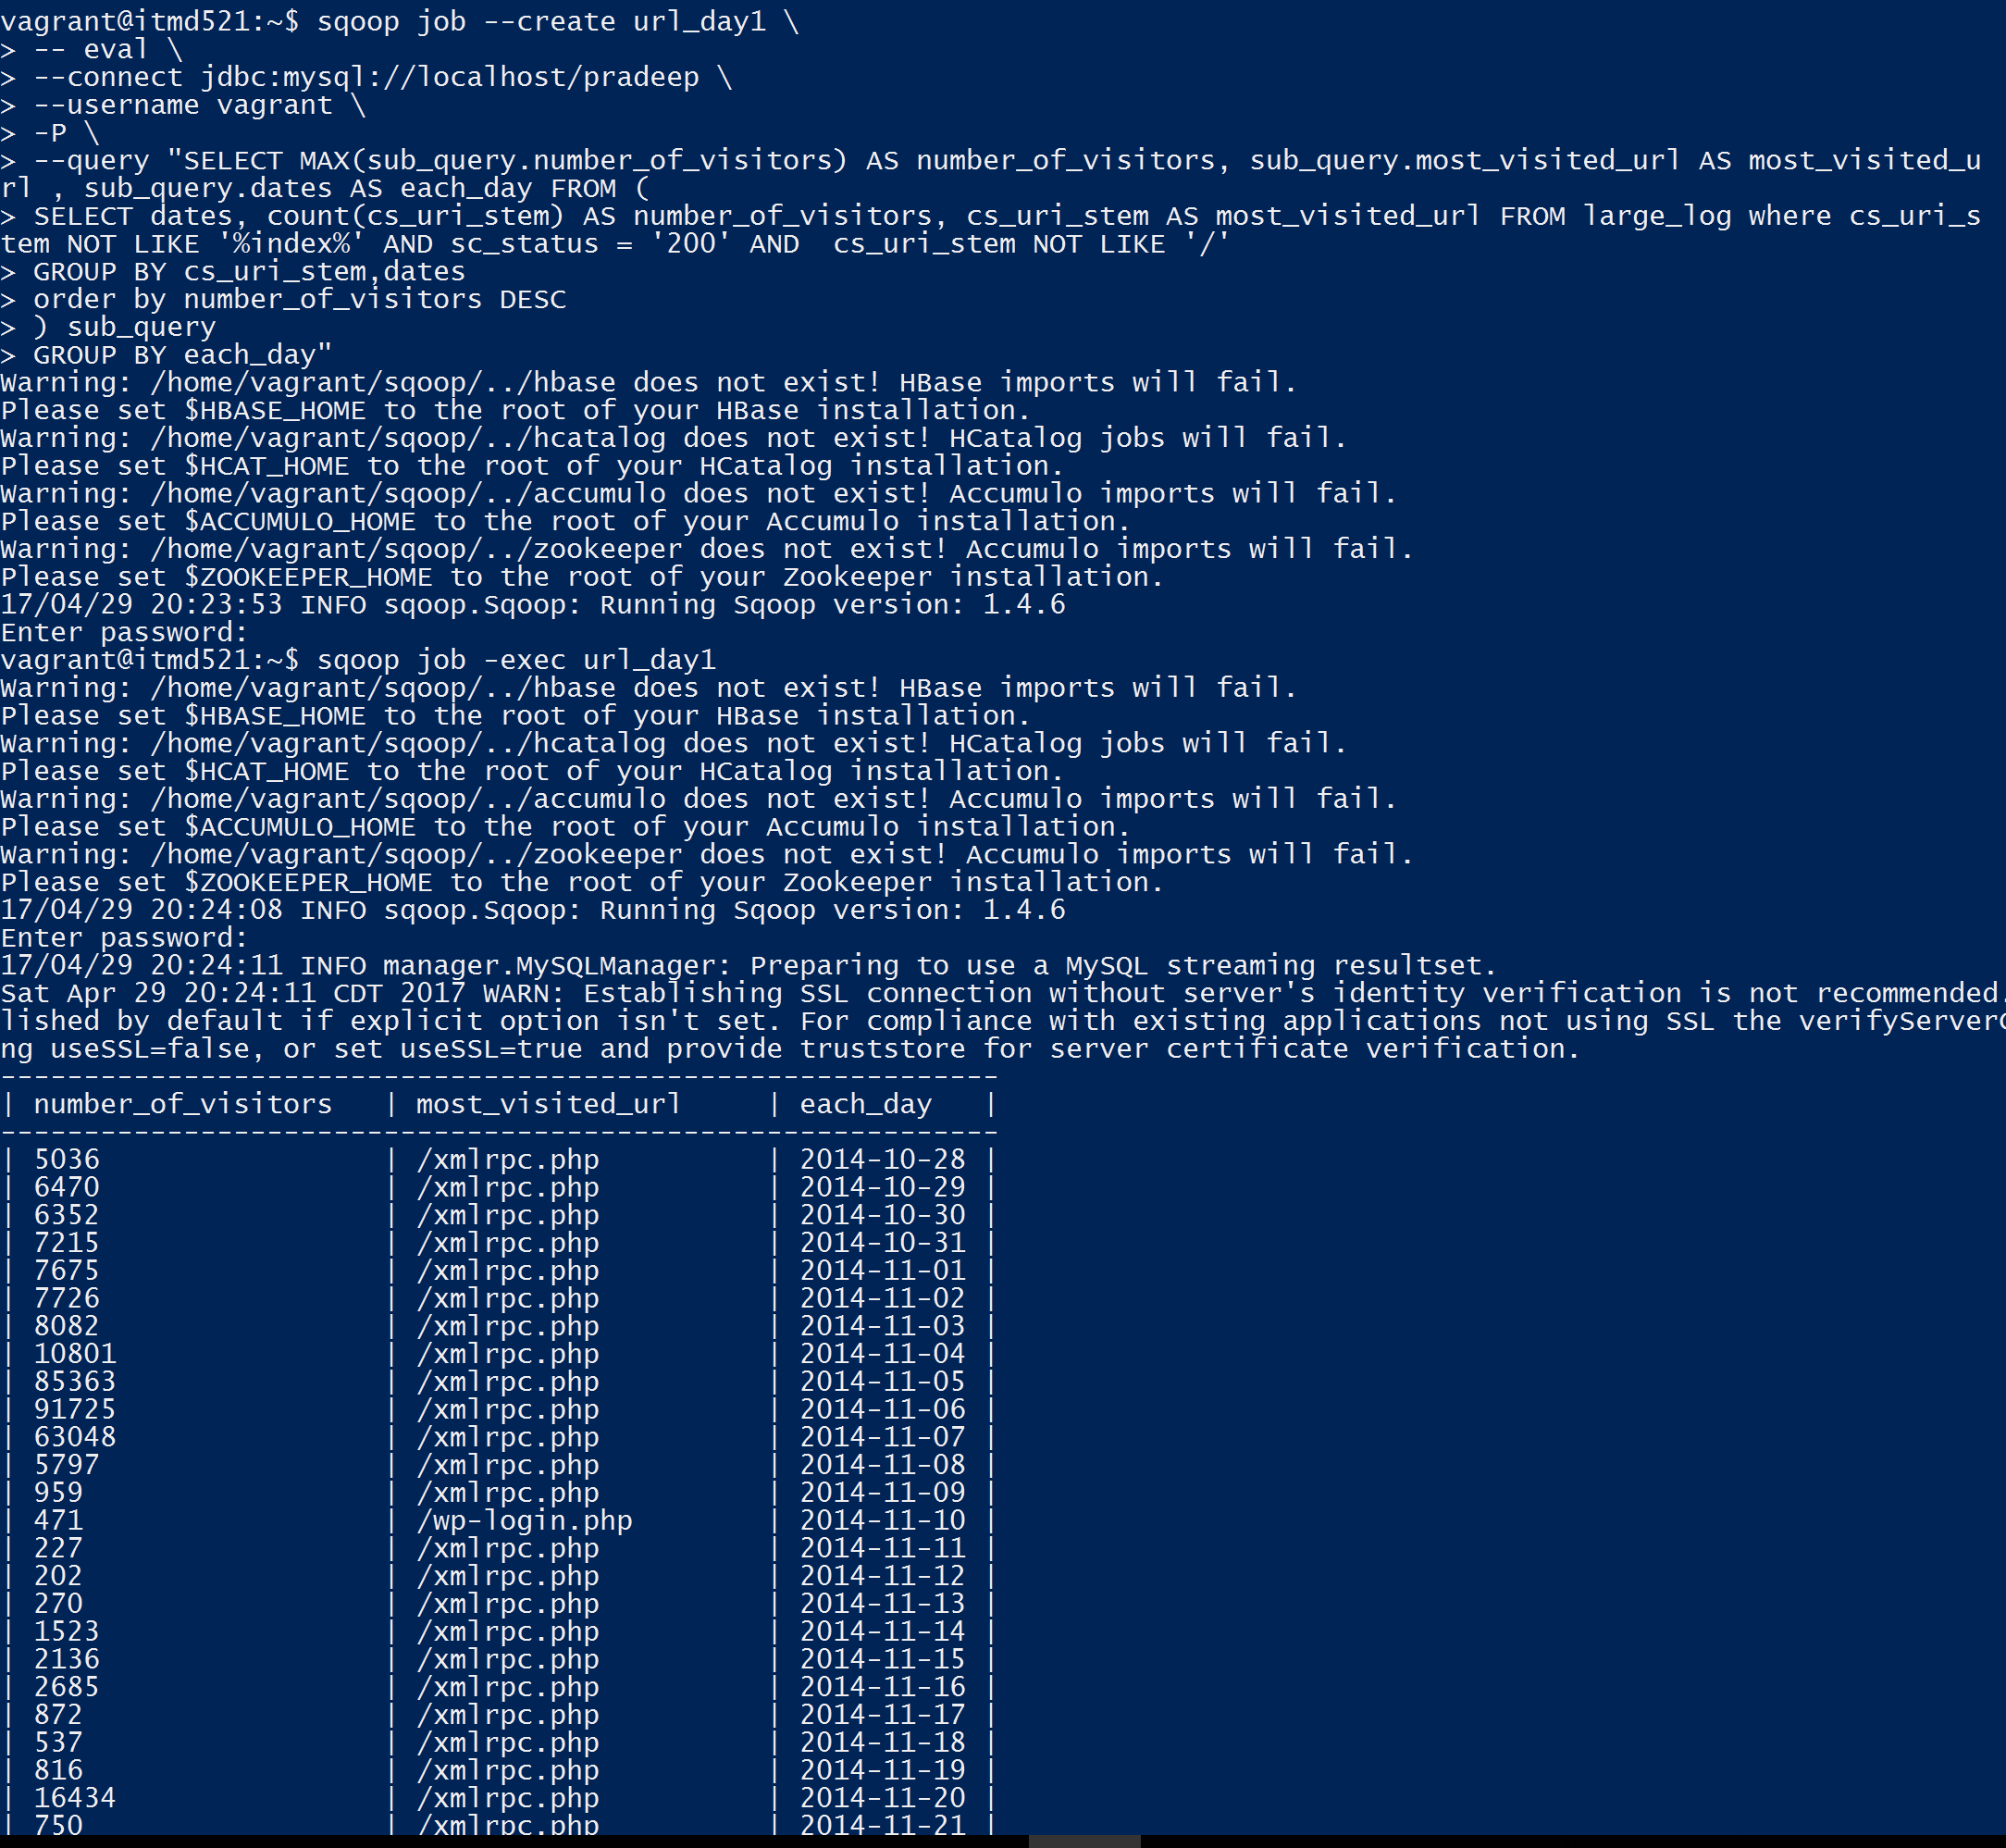 vagrant@itmd521:~$ sqoop job --create url_day1 \
> -- eval \
> --connect jdbc:mysql://localhost/pradeep \
> --username vagrant \
> -P \
> --query "SELECT MAX(sub_query.number_of_visitors) AS number_of_visitors, sub_query.most_visited_url AS most_visited_u
rl , sub_query.dates AS each_day FROM (
> SELECT dates, count(cs_uri_stem) AS number_of_visitors, cs_uri_stem AS most_visited_url FROM large_log where cs_uri_s
tem NOT LIKE '%index%' AND sc_status = '200' AND  cs_uri_stem NOT LIKE '/'
> GROUP BY cs_uri_stem,dates
> order by number_of_visitors DESC
> ) sub_query
> GROUP BY each_day"
Warning: /home/vagrant/sqoop/../hbase does not exist! HBase imports will fail.
Please set $HBASE_HOME to the root of your HBase installation.
Warning: /home/vagrant/sqoop/../hcatalog does not exist! HCatalog jobs will fail.
Please set $HCAT_HOME to the root of your HCatalog installation.
Warning: /home/vagrant/sqoop/../accumulo does not exist! Accumulo imports will fail.
Please set $ACCUMULO_HOME to the root of your Accumulo installation.
Warning: /home/vagrant/sqoop/../zookeeper does not exist! Accumulo imports will fail.
Please set $ZOOKEEPER_HOME to the root of your Zookeeper installation.
17/04/29 20:23:53 INFO sqoop.Sqoop: Running Sqoop version: 1.4.6
Enter password:
vagrant@itmd521:~$ sqoop job -exec url_day1
Warning: /home/vagrant/sqoop/../hbase does not exist! HBase imports will fail.
Please set $HBASE_HOME to the root of your HBase installation.
Warning: /home/vagrant/sqoop/../hcatalog does not exist! HCatalog jobs will fail.
Please set $HCAT_HOME to the root of your HCatalog installation.
Warning: /home/vagrant/sqoop/../accumulo does not exist! Accumulo imports will fail.
Please set $ACCUMULO_HOME to the root of your Accumulo installation.
Warning: /home/vagrant/sqoop/../zookeeper does not exist! Accumulo imports will fail.
Please set $ZOOKEEPER_HOME to the root of your Zookeeper installation.
17/04/29 20:24:08 INFO sqoop.Sqoop: Running Sqoop version: 1.4.6
Enter password:
17/04/29 20:24:11 INFO manager.MySQLManager: Preparing to use a MySQL streaming resultset.
Sat Apr 29 20:24:11 CDT 2017 WARN: Establishing SSL connection without server's identity verification is not recommended.
lished by default if explicit option isn't set. For compliance with existing applications not using SSL the verifyServerC
ng useSSL=false, or set useSSL=true and provide truststore for server certificate verification.
------------------------------------------------------------
| number_of_visitors   | most_visited_url     | each_day   |
------------------------------------------------------------
| 5036                 | /xmlrpc.php          | 2014-10-28 |
| 6470                 | /xmlrpc.php          | 2014-10-29 |
| 6352                 | /xmlrpc.php          | 2014-10-30 |
| 7215                 | /xmlrpc.php          | 2014-10-31 |
| 7675                 | /xmlrpc.php          | 2014-11-01 |
| 7726                 | /xmlrpc.php          | 2014-11-02 |
| 8082                 | /xmlrpc.php          | 2014-11-03 |
| 10801                | /xmlrpc.php          | 2014-11-04 |
| 85363                | /xmlrpc.php          | 2014-11-05 |
| 91725                | /xmlrpc.php          | 2014-11-06 |
| 63048                | /xmlrpc.php          | 2014-11-07 |
| 5797                 | /xmlrpc.php          | 2014-11-08 |
| 959                  | /xmlrpc.php          | 2014-11-09 |
| 471                  | /wp-login.php        | 2014-11-10 |
| 227                  | /xmlrpc.php          | 2014-11-11 |
| 202                  | /xmlrpc.php          | 2014-11-12 |
| 270                  | /xmlrpc.php          | 2014-11-13 |
| 1523                 | /xmlrpc.php          | 2014-11-14 |
| 2136                 | /xmlrpc.php          | 2014-11-15 |
| 2685                 | /xmlrpc.php          | 2014-11-16 |
| 872                  | /xmlrpc.php          | 2014-11-17 |
| 537                  | /xmlrpc.php          | 2014-11-18 |
| 816                  | /xmlrpc.php          | 2014-11-19 |
| 16434                | /xmlrpc.php          | 2014-11-20 |
| 750                  | /xmlrpc.php          | 2014-11-21 |